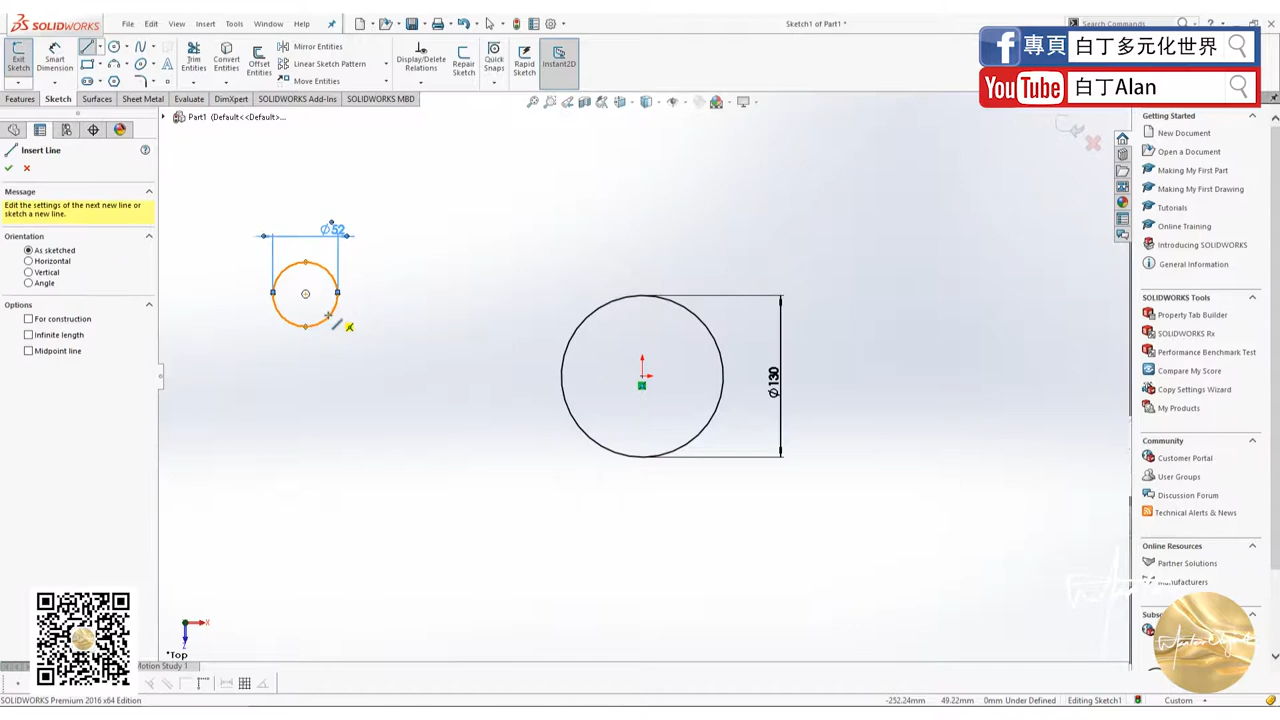 SOLIDWORKS
File
Edit
View
Insert
Tools
Window
Help
Sketch1 of Part1 *
Search Commands
Exit Sketch
Smart Dimension
Trim Entities
Convert Entities
Offset Entities
Mirror Entities
Linear Sketch Pattern
Move Entities
Display/Delete Relations
Repair Sketch
Quick Snaps
Rapid Sketch
Instant2D
f 專頁 白丁多元化世界
YouTube 白丁Alan
Features
Sketch
Surfaces
Sheet Metal
Evaluate
DimXpert
SOLIDWORKS Add-Ins
SOLIDWORKS MBD
Part1 (Default<<Default>...
Insert Line
Message
Edit the settings of the next new line or
sketch a new line.
Orientation
As sketched
Horizontal
Vertical
Angle
Options
For construction
Infinite length
Midpoint line
Ø52
Ø130
*Top
X
Motion Study 1
Getting Started
New Document
Open a Document
Making My First Part
Making My First Drawing
Tutorials
Online Training
Introducing SOLIDWORKS
General Information
SOLIDWORKS Tools
Property Tab Builder
SOLIDWORKS Rx
Performance Benchmark Test
Compare My Score
Copy Settings Wizard
My Products
Community
Customer Portal
User Groups
Discussion Forum
Technical Alerts & News
Online Resources
Partner Solutions
SOLIDWORKS Premium 2016 x64 Edition
-252.24mm
49.22mm
0mm Under Defined
Editing Sketch1
Custom